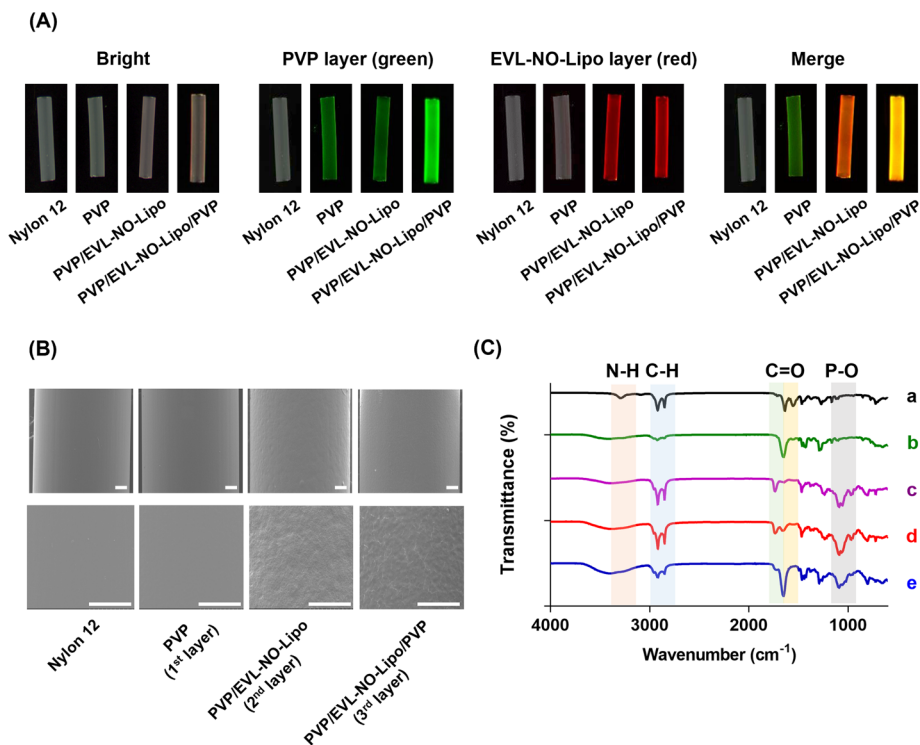 (A)
Bright
PVP layer (green)
EVL-NO-Lipo layer (red)
Merge
Nylon 12
PVP
PVP/EVL-NO-Lipo
PVP/EVL-NO-Lipo/PVP
Nylon 12
PVP
PVP/EVL-NO-Lipo
PVP/EVL-NO-Lipo/PVP
Nylon 12
PVP
PVP/EVL-NO-Lipo
PVP/EVL-NO-Lipo/PVP
Nylon 12
PVP
PVP/EVL-NO-Lipo
PVP/EVL-NO-Lipo/PVP
(B)
Nylon 12
PVP
(1st layer)
PVP/EVL-NO-Lipo
(2nd layer)
PVP/EVL-NO-Lipo/PVP
(3rd layer)
(C)
N-H C-H C=O P-O
a
b
c
d
e
Transmittance (%)
4000 3000 2000 1000
Wavenumber (cm-1)